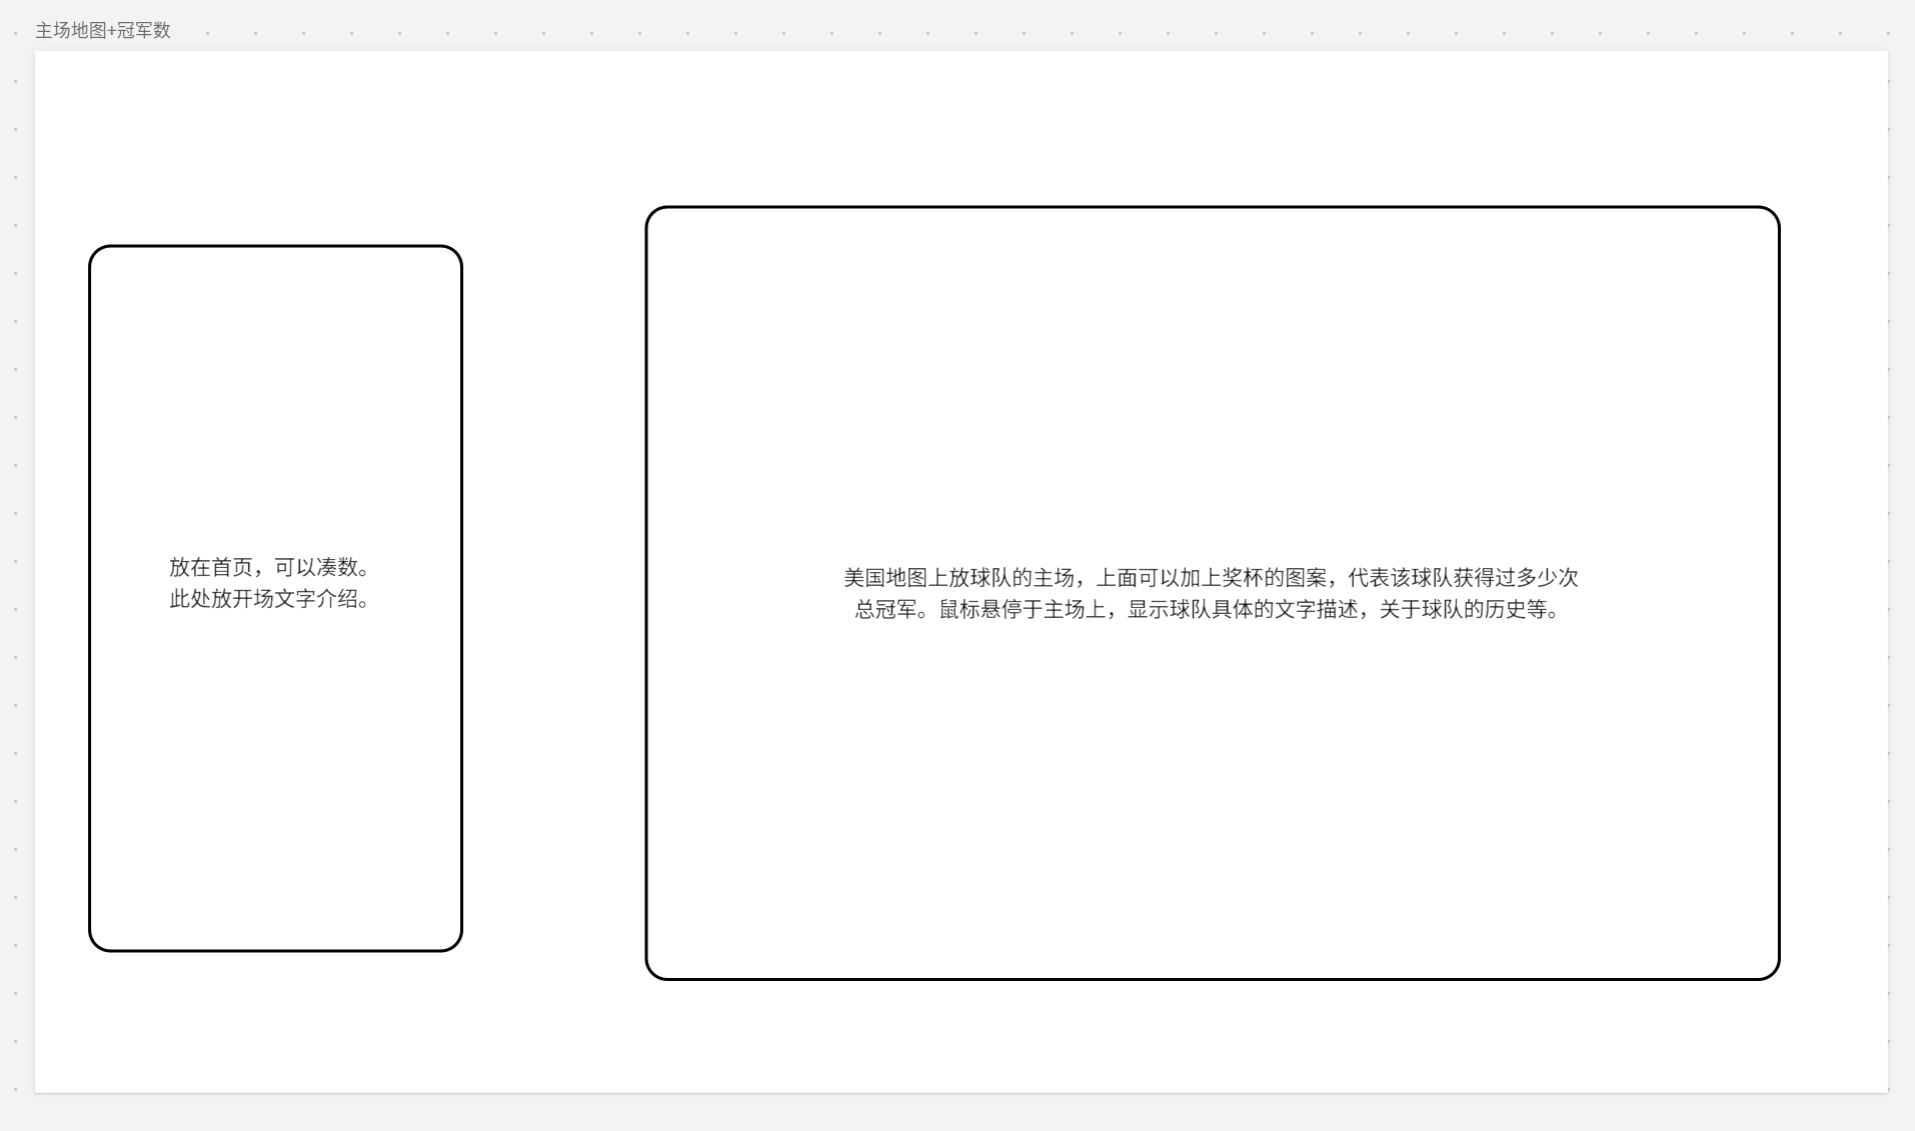 主场地图+冠军数
放在首页，可以凑数。
此处放开场文字介绍。
美国地图上放球队的主场，上面可以加上奖杯的图案，代表该球队获得过多少次
总冠军。鼠标悬停于主场上，显示球队具体的文字描述，关于球队的历史等。